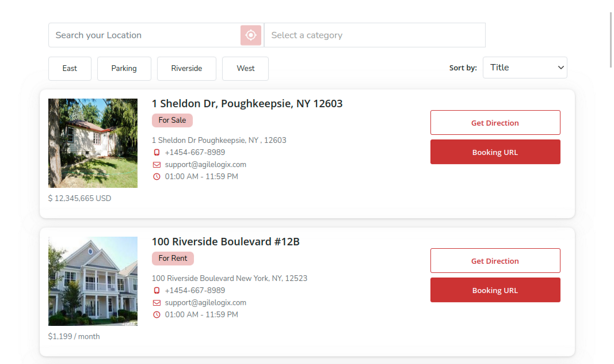 Search your Location
Select a category
East
Parking
Riverside
West
Sort by:
Title
1 Sheldon Dr, Poughkeepsie, NY 12603
For Sale
1 Sheldon Dr Poughkeepsie, NY , 12603
+1454-667-8989
support@agilelogix.com
01:00 AM - 11:59 PM
$ 12,345,665 USD
Get Direction
Booking URL
100 Riverside Boulevard #12B
For Rent
100 Riverside Boulevard New York, NY, 12523
+1454-667-8989
support@agilelogix.com
01:00 AM - 11:59 PM
$1,199 / month
Get Direction
Booking URL